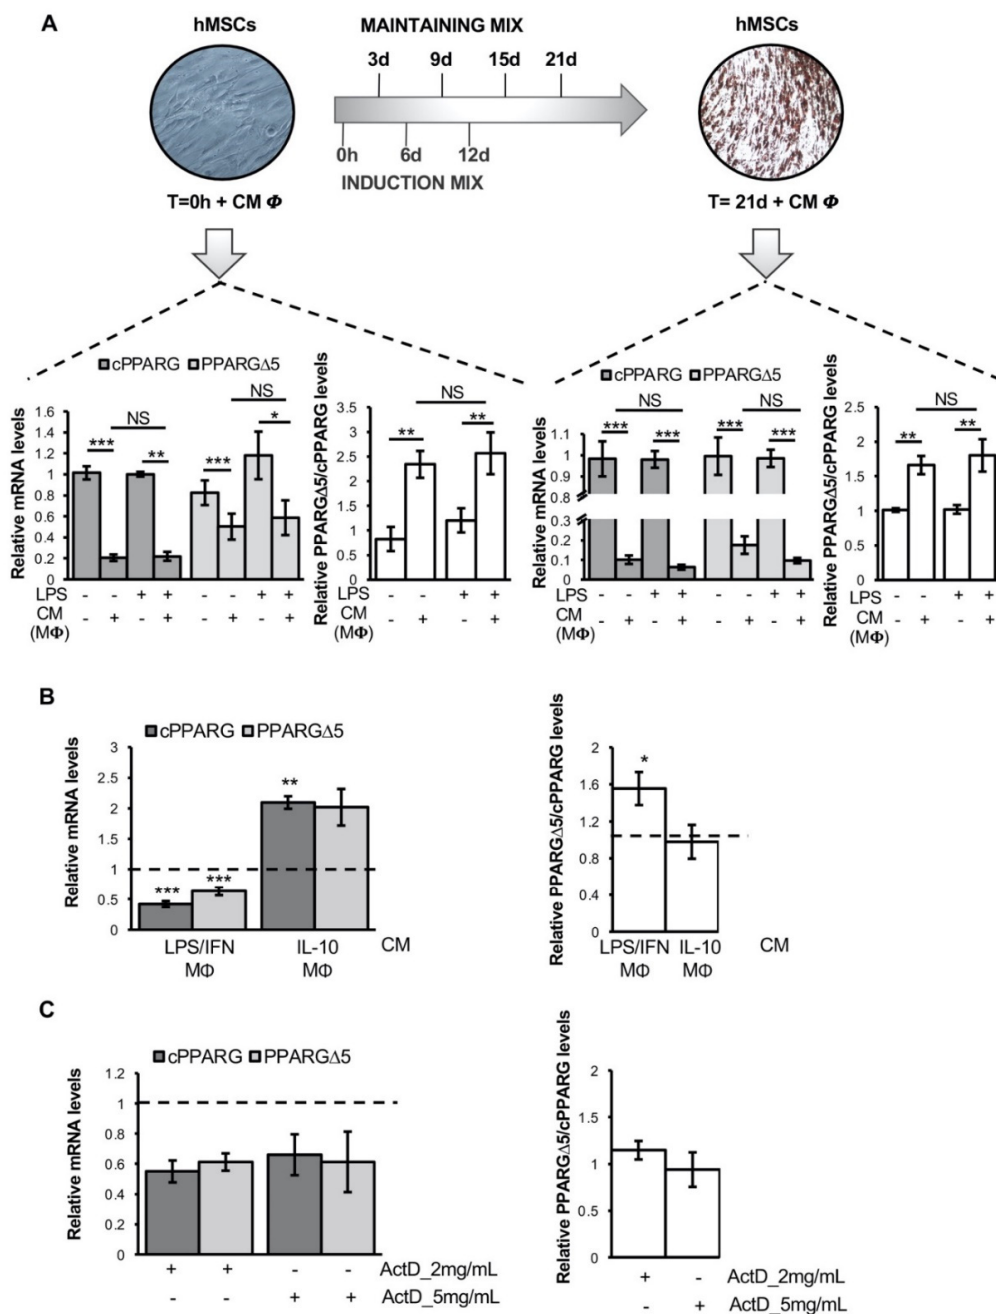 A
hMSCs
MAINTAINING MIX
hMSCs
3d 9d 15d 21d
0h 6d 12d
INDUCTION MIX
T=0h + CM Φ
T= 21d + CM Φ
cPPARG PPARGΔ5
Relative mRNA levels
1.6
1.4
1.2
1
0.8
0.6
0.4
0.2
0
*** NS ** *** NS *
LPS - - + + - - + +
CM - + - + - + - +
(MΦ)
Relative PPARGΔ5/cPPARG levels
3.5
3
2.5
2
1.5
1
0.5
0
** NS **
- - + +
- + - +
cPPARG PPARGΔ5
Relative mRNA levels
1.1
1
0.9
0.8
0.3
0.2
0.1
0
*** NS *** *** NS ***
LPS - - + + - - + +
CM - + - + - + - +
(MΦ)
Relative PPARGΔ5/cPPARG levels
2.5
2
1.5
1
0.5
0
** NS **
LPS - - + +
CM - + - +
(MΦ)
B
cPPARG PPARGΔ5
Relative mRNA levels
3
2.5
2
1.5
1
0.5
0
*** *** **
LPS/IFN IL-10 CM
MΦ MΦ
Relative PPARGΔ5/cPPARG levels
2
1.6
1.2
0.8
0.4
0
*
LPS/IFN IL-10 CM
MΦ MΦ
C
cPPARG PPARGΔ5
Relative mRNA levels
1.2
1
0.8
0.6
0.4
0.2
0
+ + - - ActD_2mg/mL
- - + + ActD_5mg/mL
Relative PPARGΔ5/cPPARG levels
2
1.5
1
0.5
0
+ - ActD_2mg/mL
- + ActD_5mg/mL